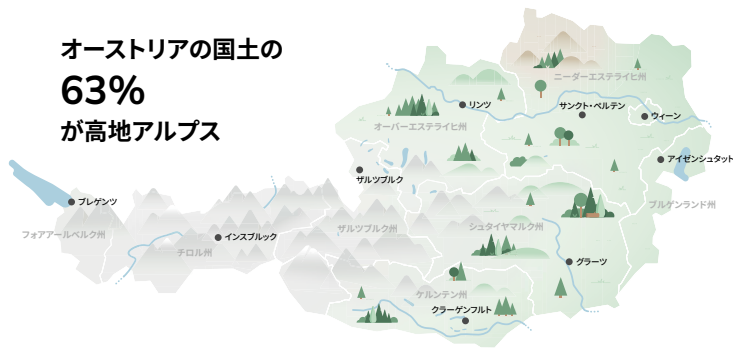 オーストリアの国土の
63%
が高地アルプス
ニーダーエステライヒ州
リンツ
サンクト・ペルテン
ウィーン
オーバーエステライヒ州
アイゼンシュタット
ザルツブルク
ブレゲンツ
ブルゲンランド州
フォアアールベルク州
インスブルック
ザルツブルク州
シュタイヤマルク州
チロル州
グラーツ
ケルンテン州
クラーゲンフルト